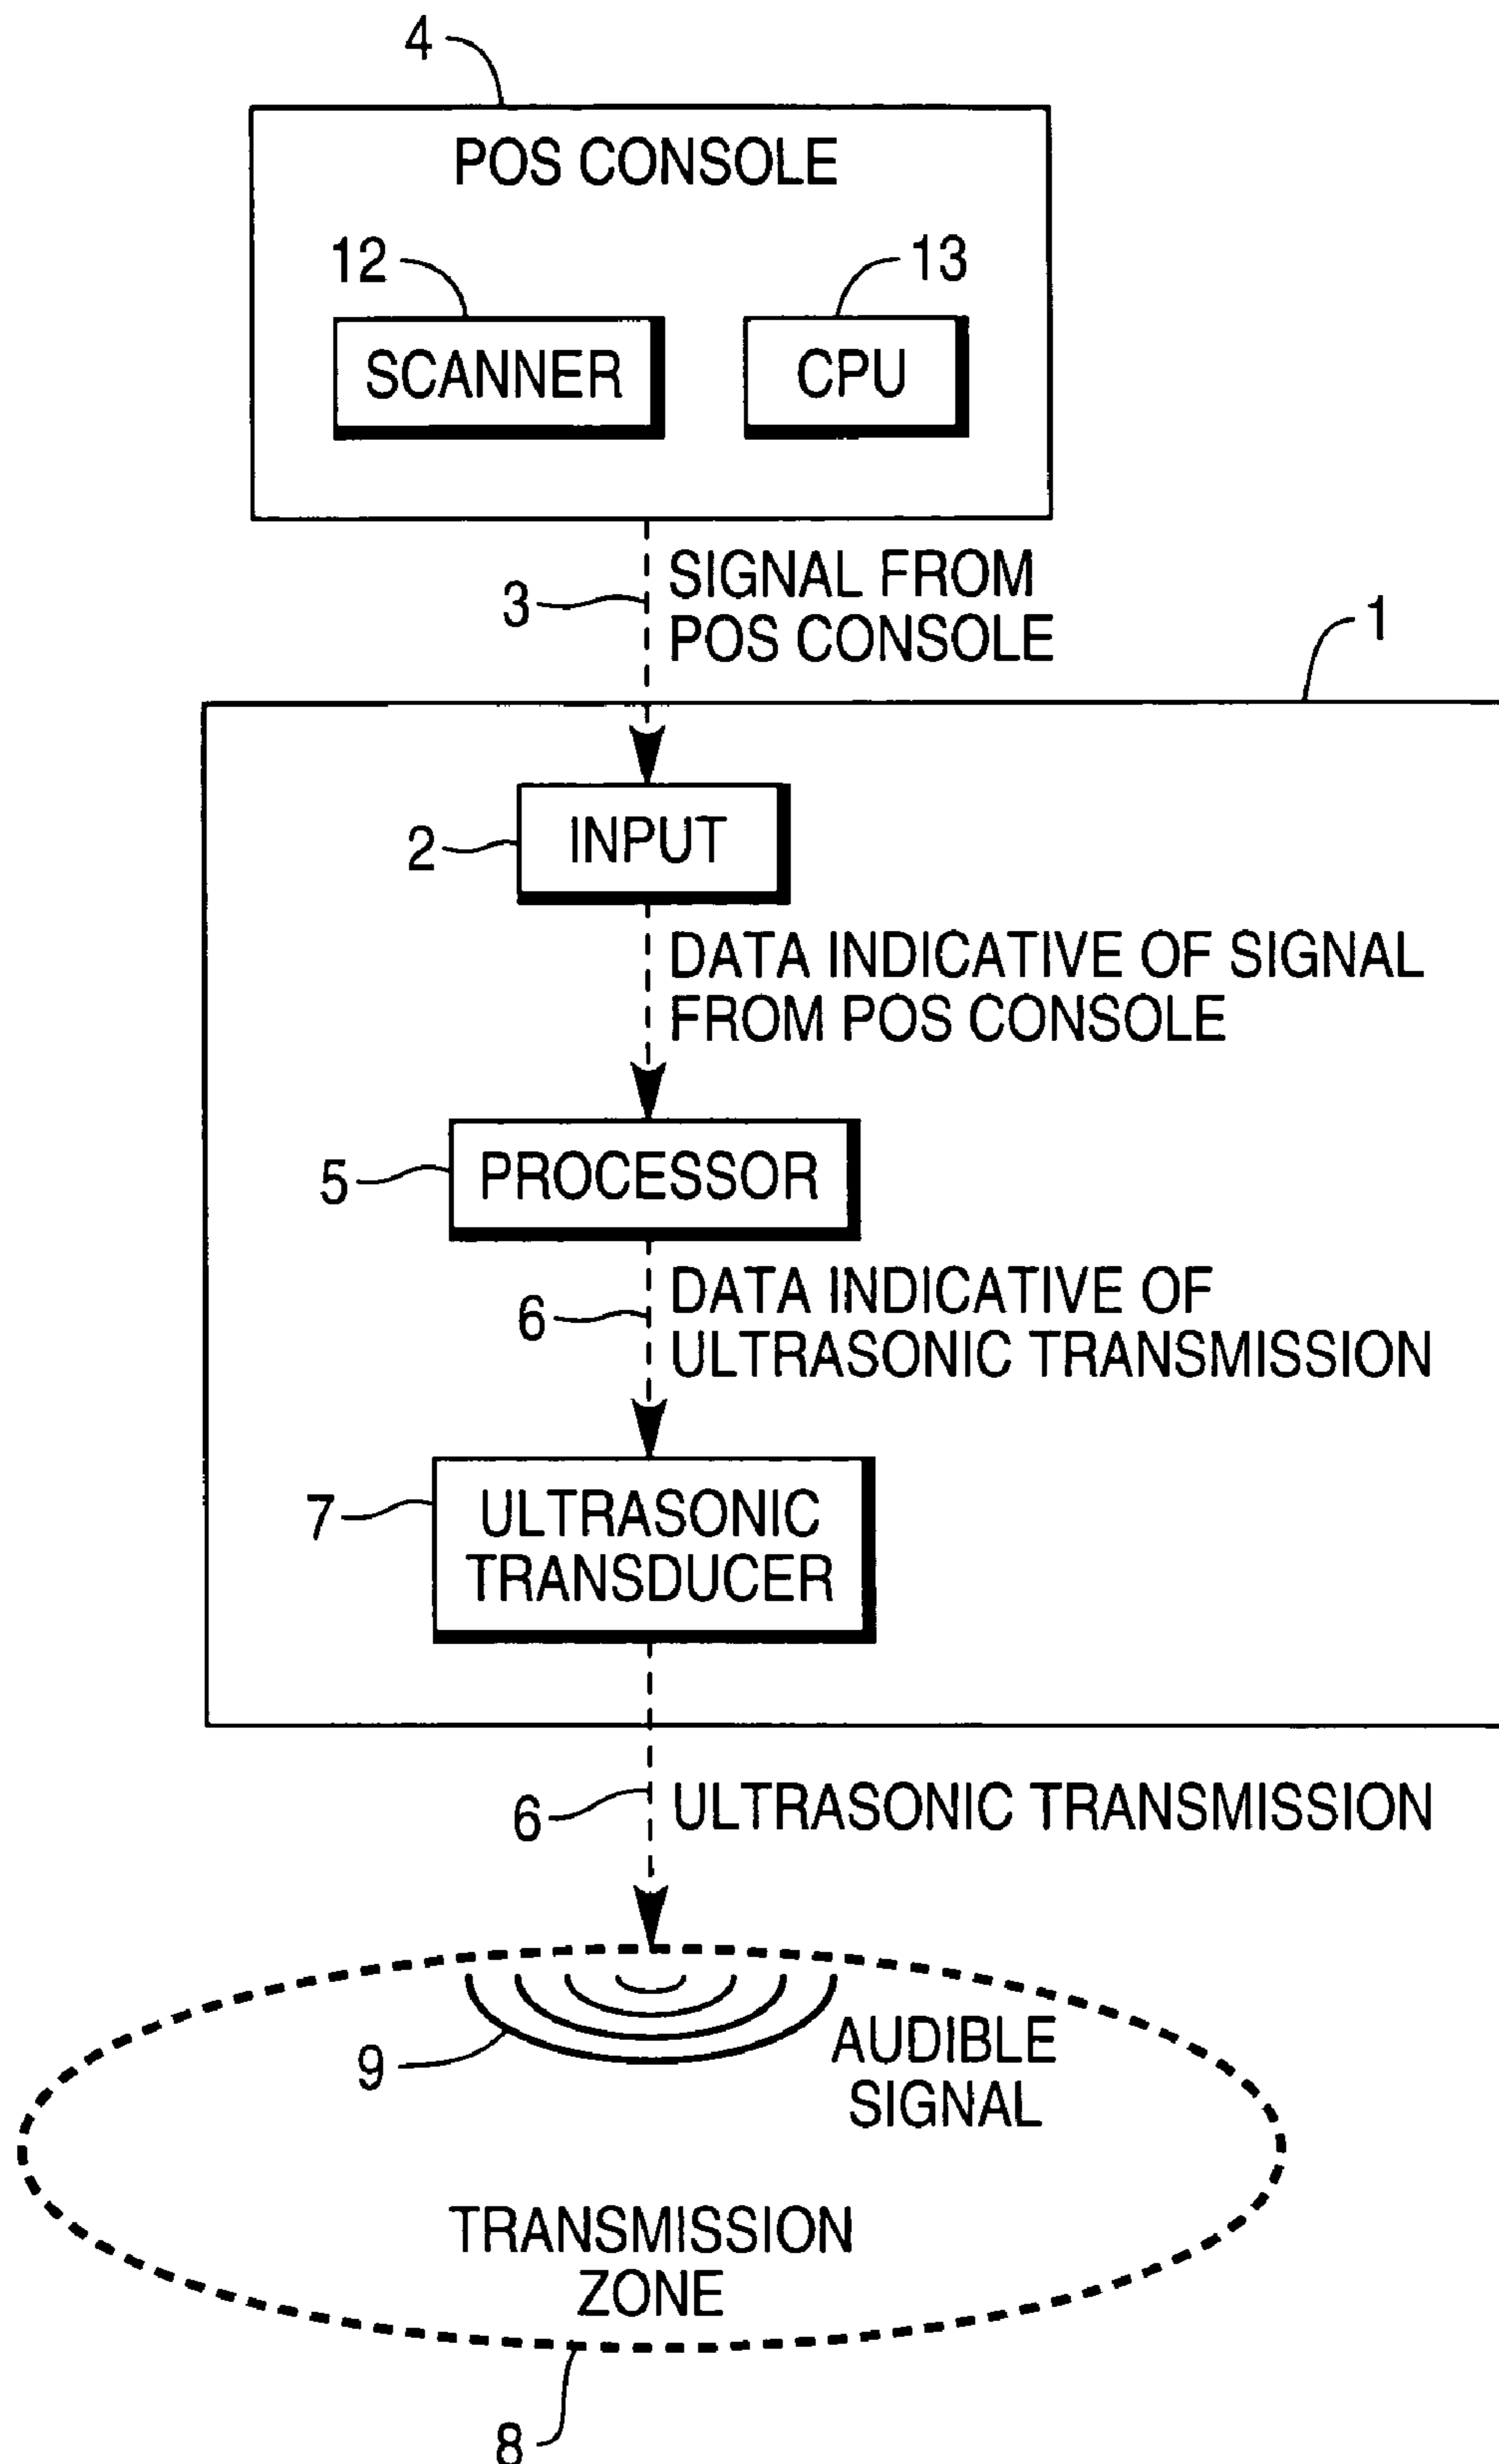 4
POS CONSOLE
12
13
SCANNER
CPU
3
SIGNAL FROM
POS CONSOLE
1
2
INPUT
DATA INDICATIVE OF SIGNAL
FROM POS CONSOLE
5
PROCESSOR
6
DATA INDICATIVE OF
ULTRASONIC TRANSMISSION
7
ULTRASONIC
TRANSDUCER
6
ULTRASONIC TRANSMISSION
9
AUDIBLE
SIGNAL
TRANSMISSION
ZONE
8